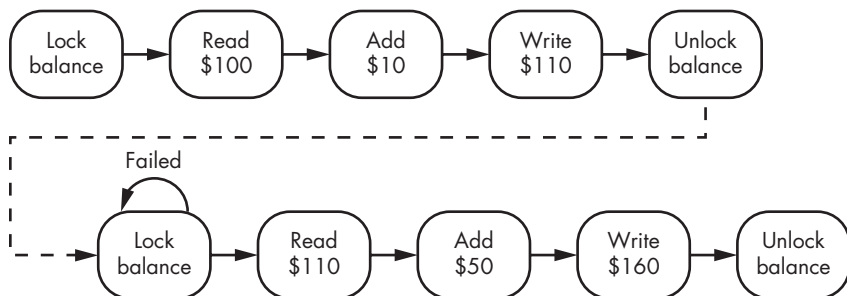 Lock
balance
Read
$100
Add
$10
Write
$110
Unlock
balance
Failed
Lock
balance
Read
$110
Add
$50
Write
$160
Unlock
balance